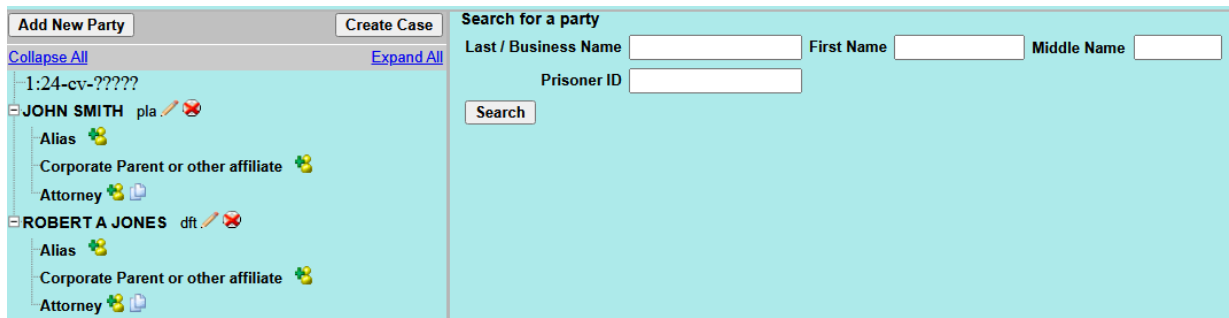 Add New Party Create Case
Collapse All Expand All
1:24-cv-?????
JOHN SMITH pla
Alias
Corporate Parent or other affiliate
Attorney
ROBERT A JONES dft
Alias
Corporate Parent or other affiliate
Attorney
Search for a party
Last / Business Name First Name Middle Name
Prisoner ID
Search